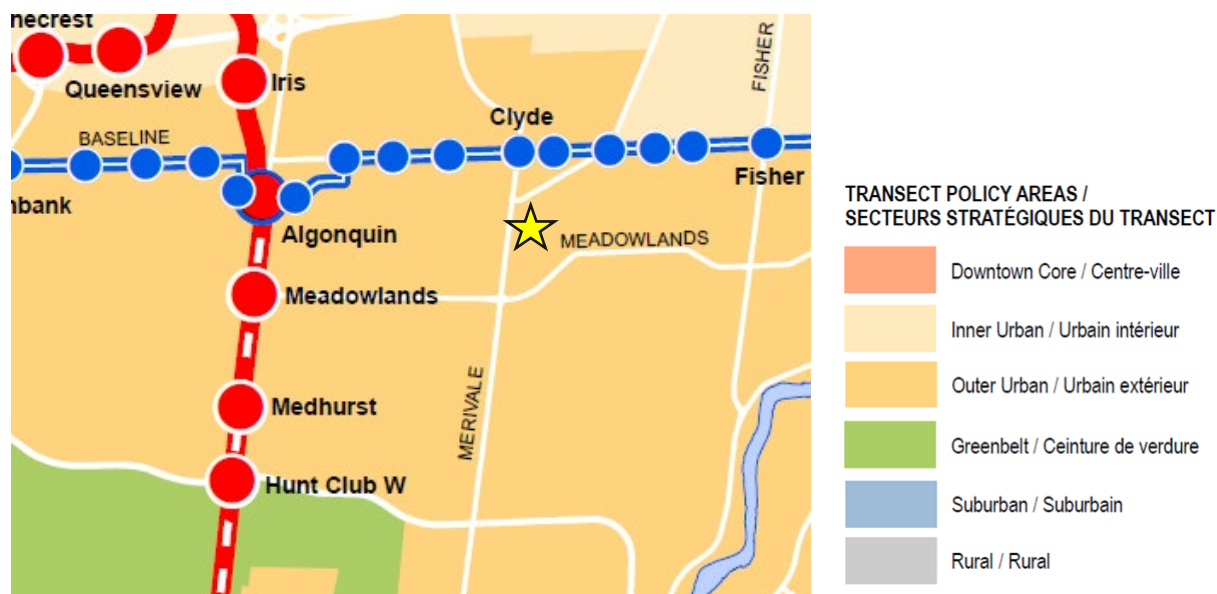 necrest
Queensview
Iris
BASELINE
Clyde
FISHER
nbank
Fisher
Algonquin
MEADOWLANDS
Meadowlands
MERIVALE
Medhurst
Hunt Club W
TRANSECT POLICY AREAS /
SECTEURS STRATÉGIQUES DU TRANSECT
Downtown Core / Centre-ville
Inner Urban / Urbain intérieur
Outer Urban / Urbain extérieur
Greenbelt / Ceinture de verdure
Suburban / Suburbain
Rural / Rural